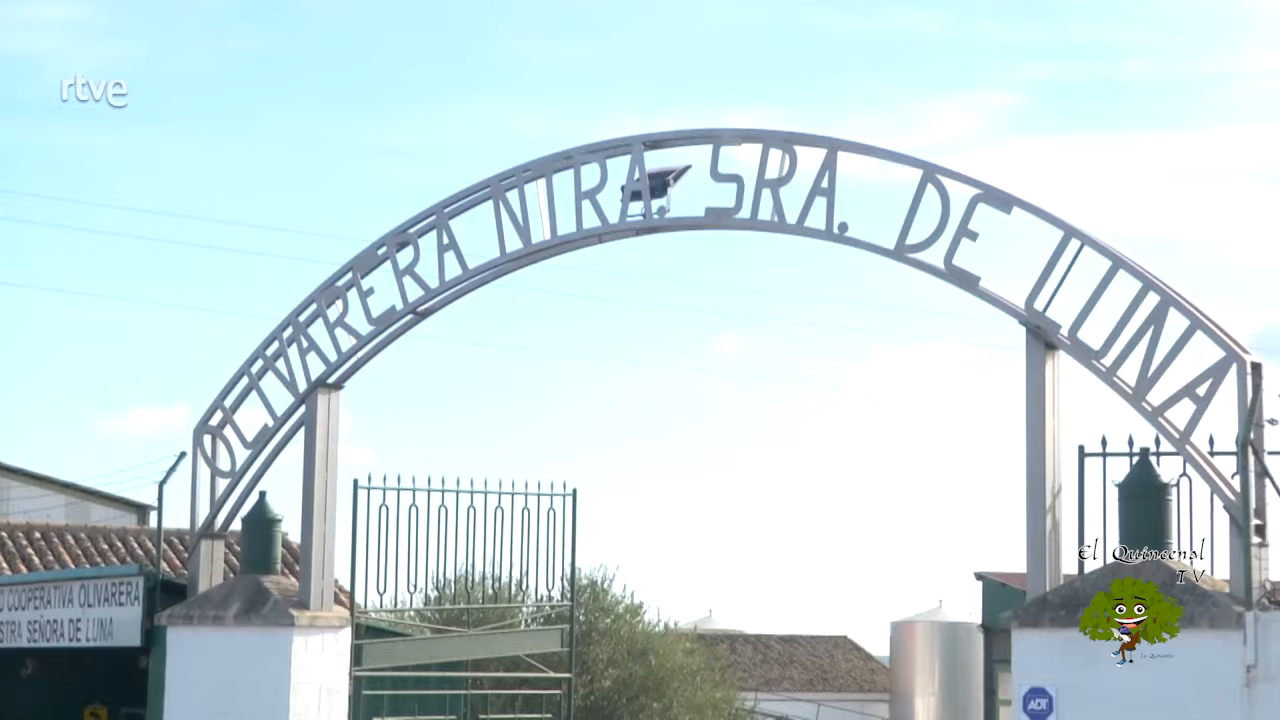 rtve
OLIVARERA NTRA. SRA. DE LUNA
D COOPERATIVA OLIVARERA
STRA SEÑORA DE LUNA
El Quincenal
TV
ADT